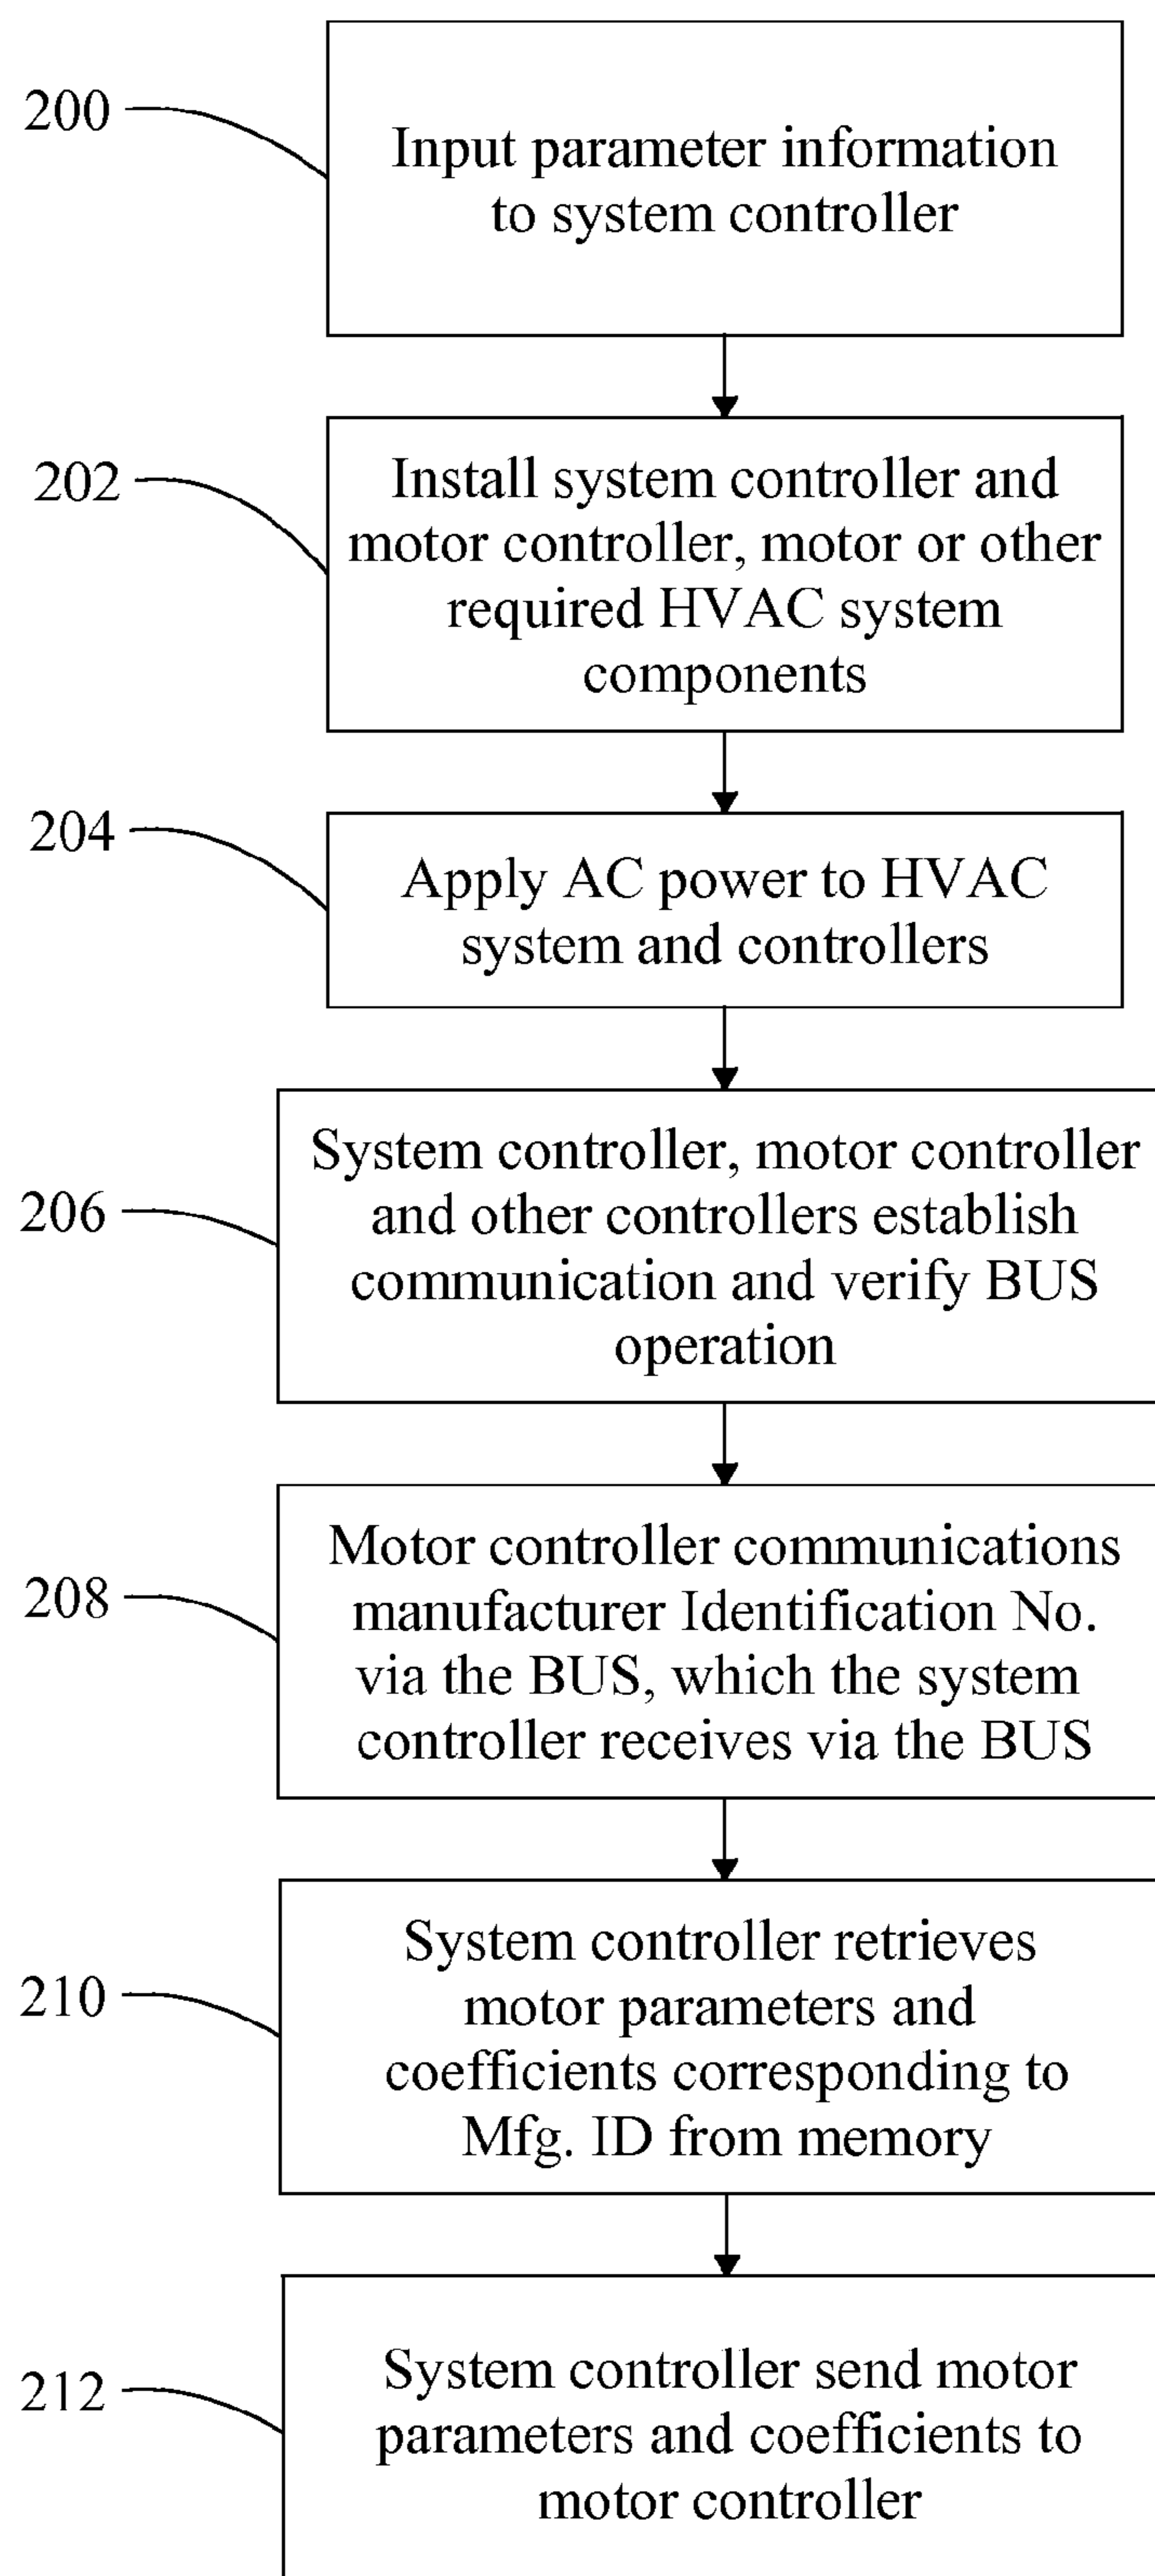 200
Input parameter information
to system controller
202
Install system controller and
motor controller, motor or other
required HVAC system
components
204
Apply AC power to HVAC
system and controllers
206
System controller, motor controller
and other controllers establish
communication and verify BUS
operation
208
Motor controller communications
manufacturer Identification No.
via the BUS, which the system
controller receives via the BUS
210
System controller retrieves
motor parameters and
coefficients corresponding to
Mfg. ID from memory
212
System controller send motor
parameters and coefficients to
motor controller